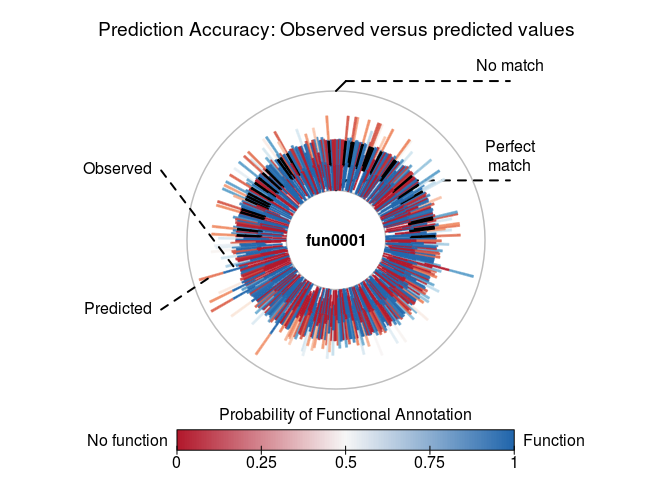 Prediction Accuracy: Observed versus predicted values
No match
Perfect
match
Observed
fun0001
Predicted
Probability of Functional Annotation
No function
Function
0 0.25 0.5 0.75 1